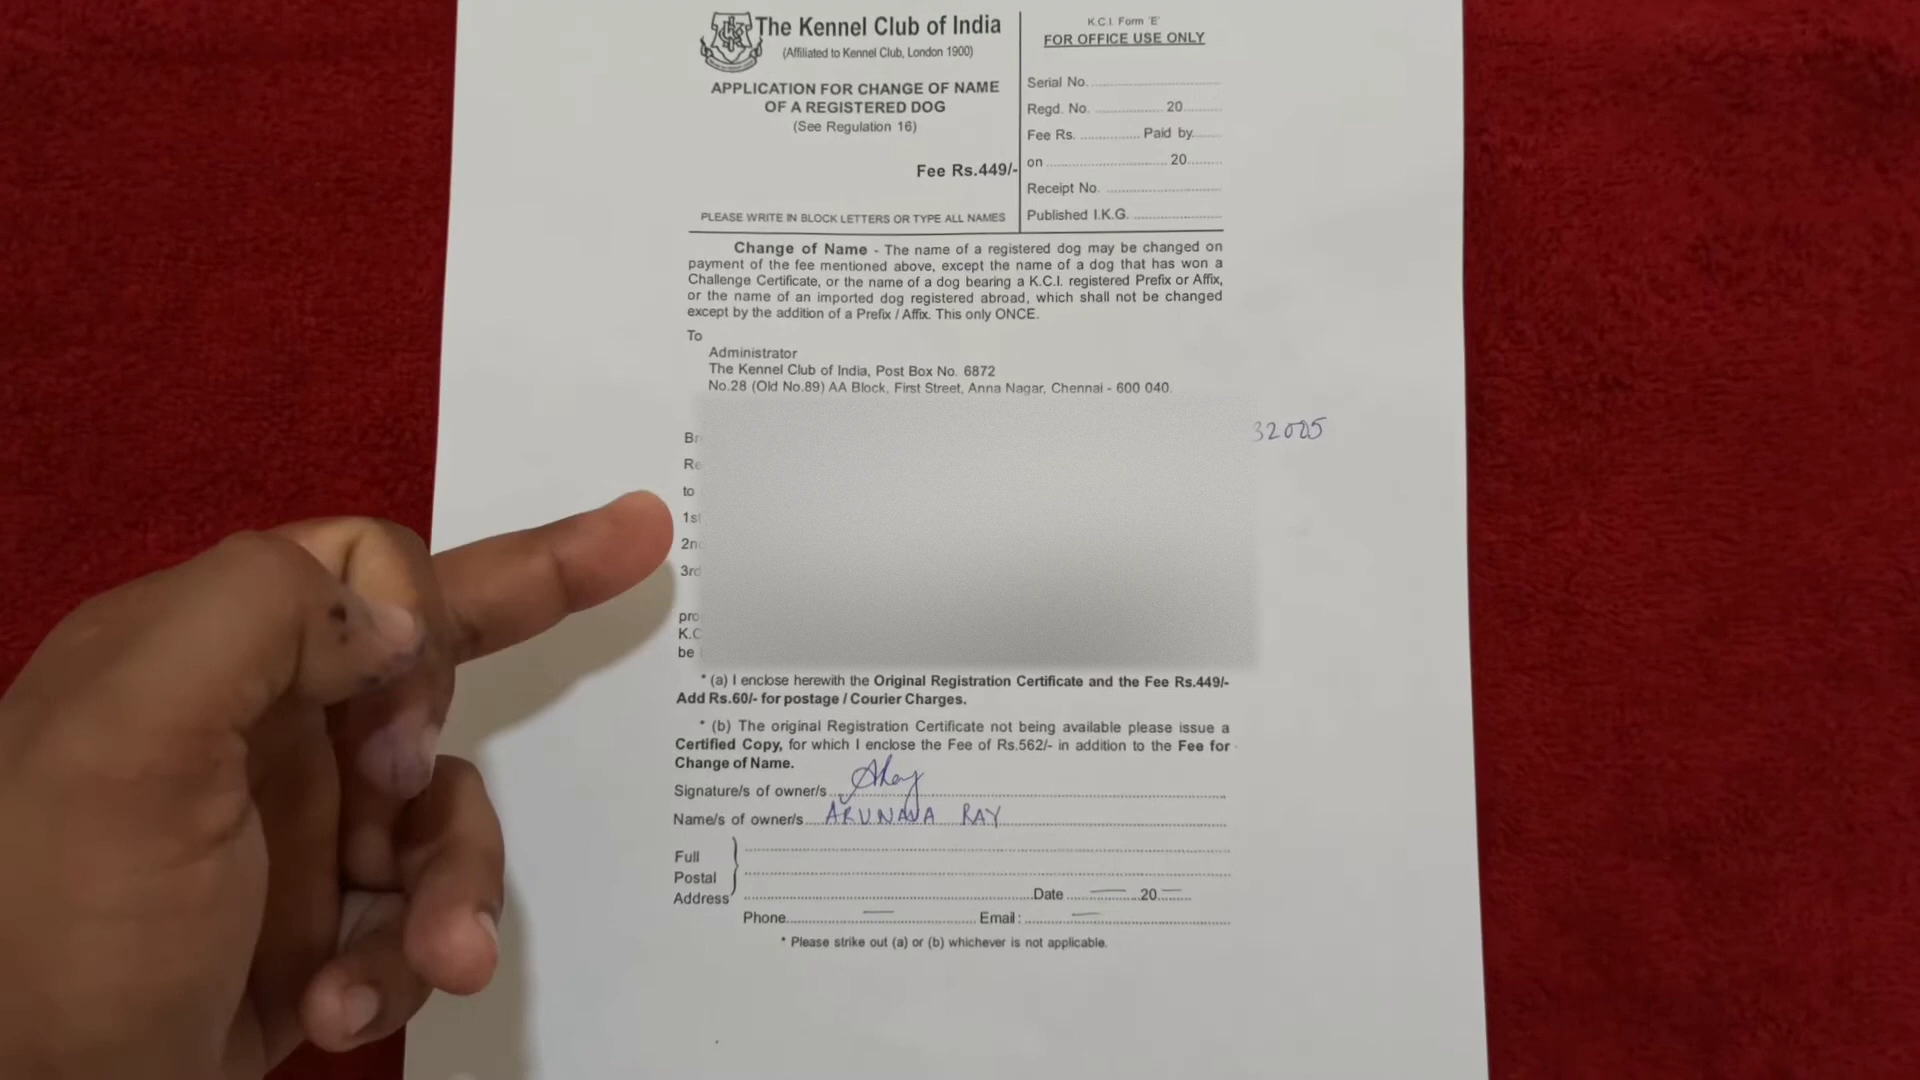 The Kennel Club of India
(Affiliated to Kennel Club, London 1900)
APPLICATION FOR CHANGE OF NAME
OF A REGISTERED DOG
(See Regulation 16)
Fee Rs.449/-
PLEASE WRITE IN BLOCK LETTERS OR TYPE ALL NAMES
K.C.I. Form 'E'
FOR OFFICE USE ONLY
Serial No.
Regd. No. 20
Fee Rs. Paid by
on 20
Receipt No.
Published I.K.G.
Change of Name - The name of a registered dog may be changed on
payment of the fee mentioned above, except the name of a dog that has won a
Challenge Certificate, or the name of a dog bearing a K.C.I. registered Prefix or Affix,
or the name of an imported dog registered abroad, which shall not be changed
except by the addition of a Prefix / Affix. This only ONCE.
To
Administrator
The Kennel Club of India, Post Box No. 6872
No.28 (Old No.89) AA Block, First Street, Anna Nagar, Chennai - 600 040.
Br
Re
to
1st
2n
3rd
pro
K.C
be
* (a) I enclose herewith the Original Registration Certificate and the Fee Rs.449/-
Add Rs.60/- for postage / Courier Charges.
* (b) The original Registration Certificate not being available please issue a
Certified Copy, for which I enclose the Fee of Rs.562/- in addition to the Fee for
Change of Name.
Signature/s of owner/s
Name/s of owner/s ARUNAVA RAY
Full
Postal
Address
Date — 20 —
Phone — Email : —
* Please strike out (a) or (b) whichever is not applicable.